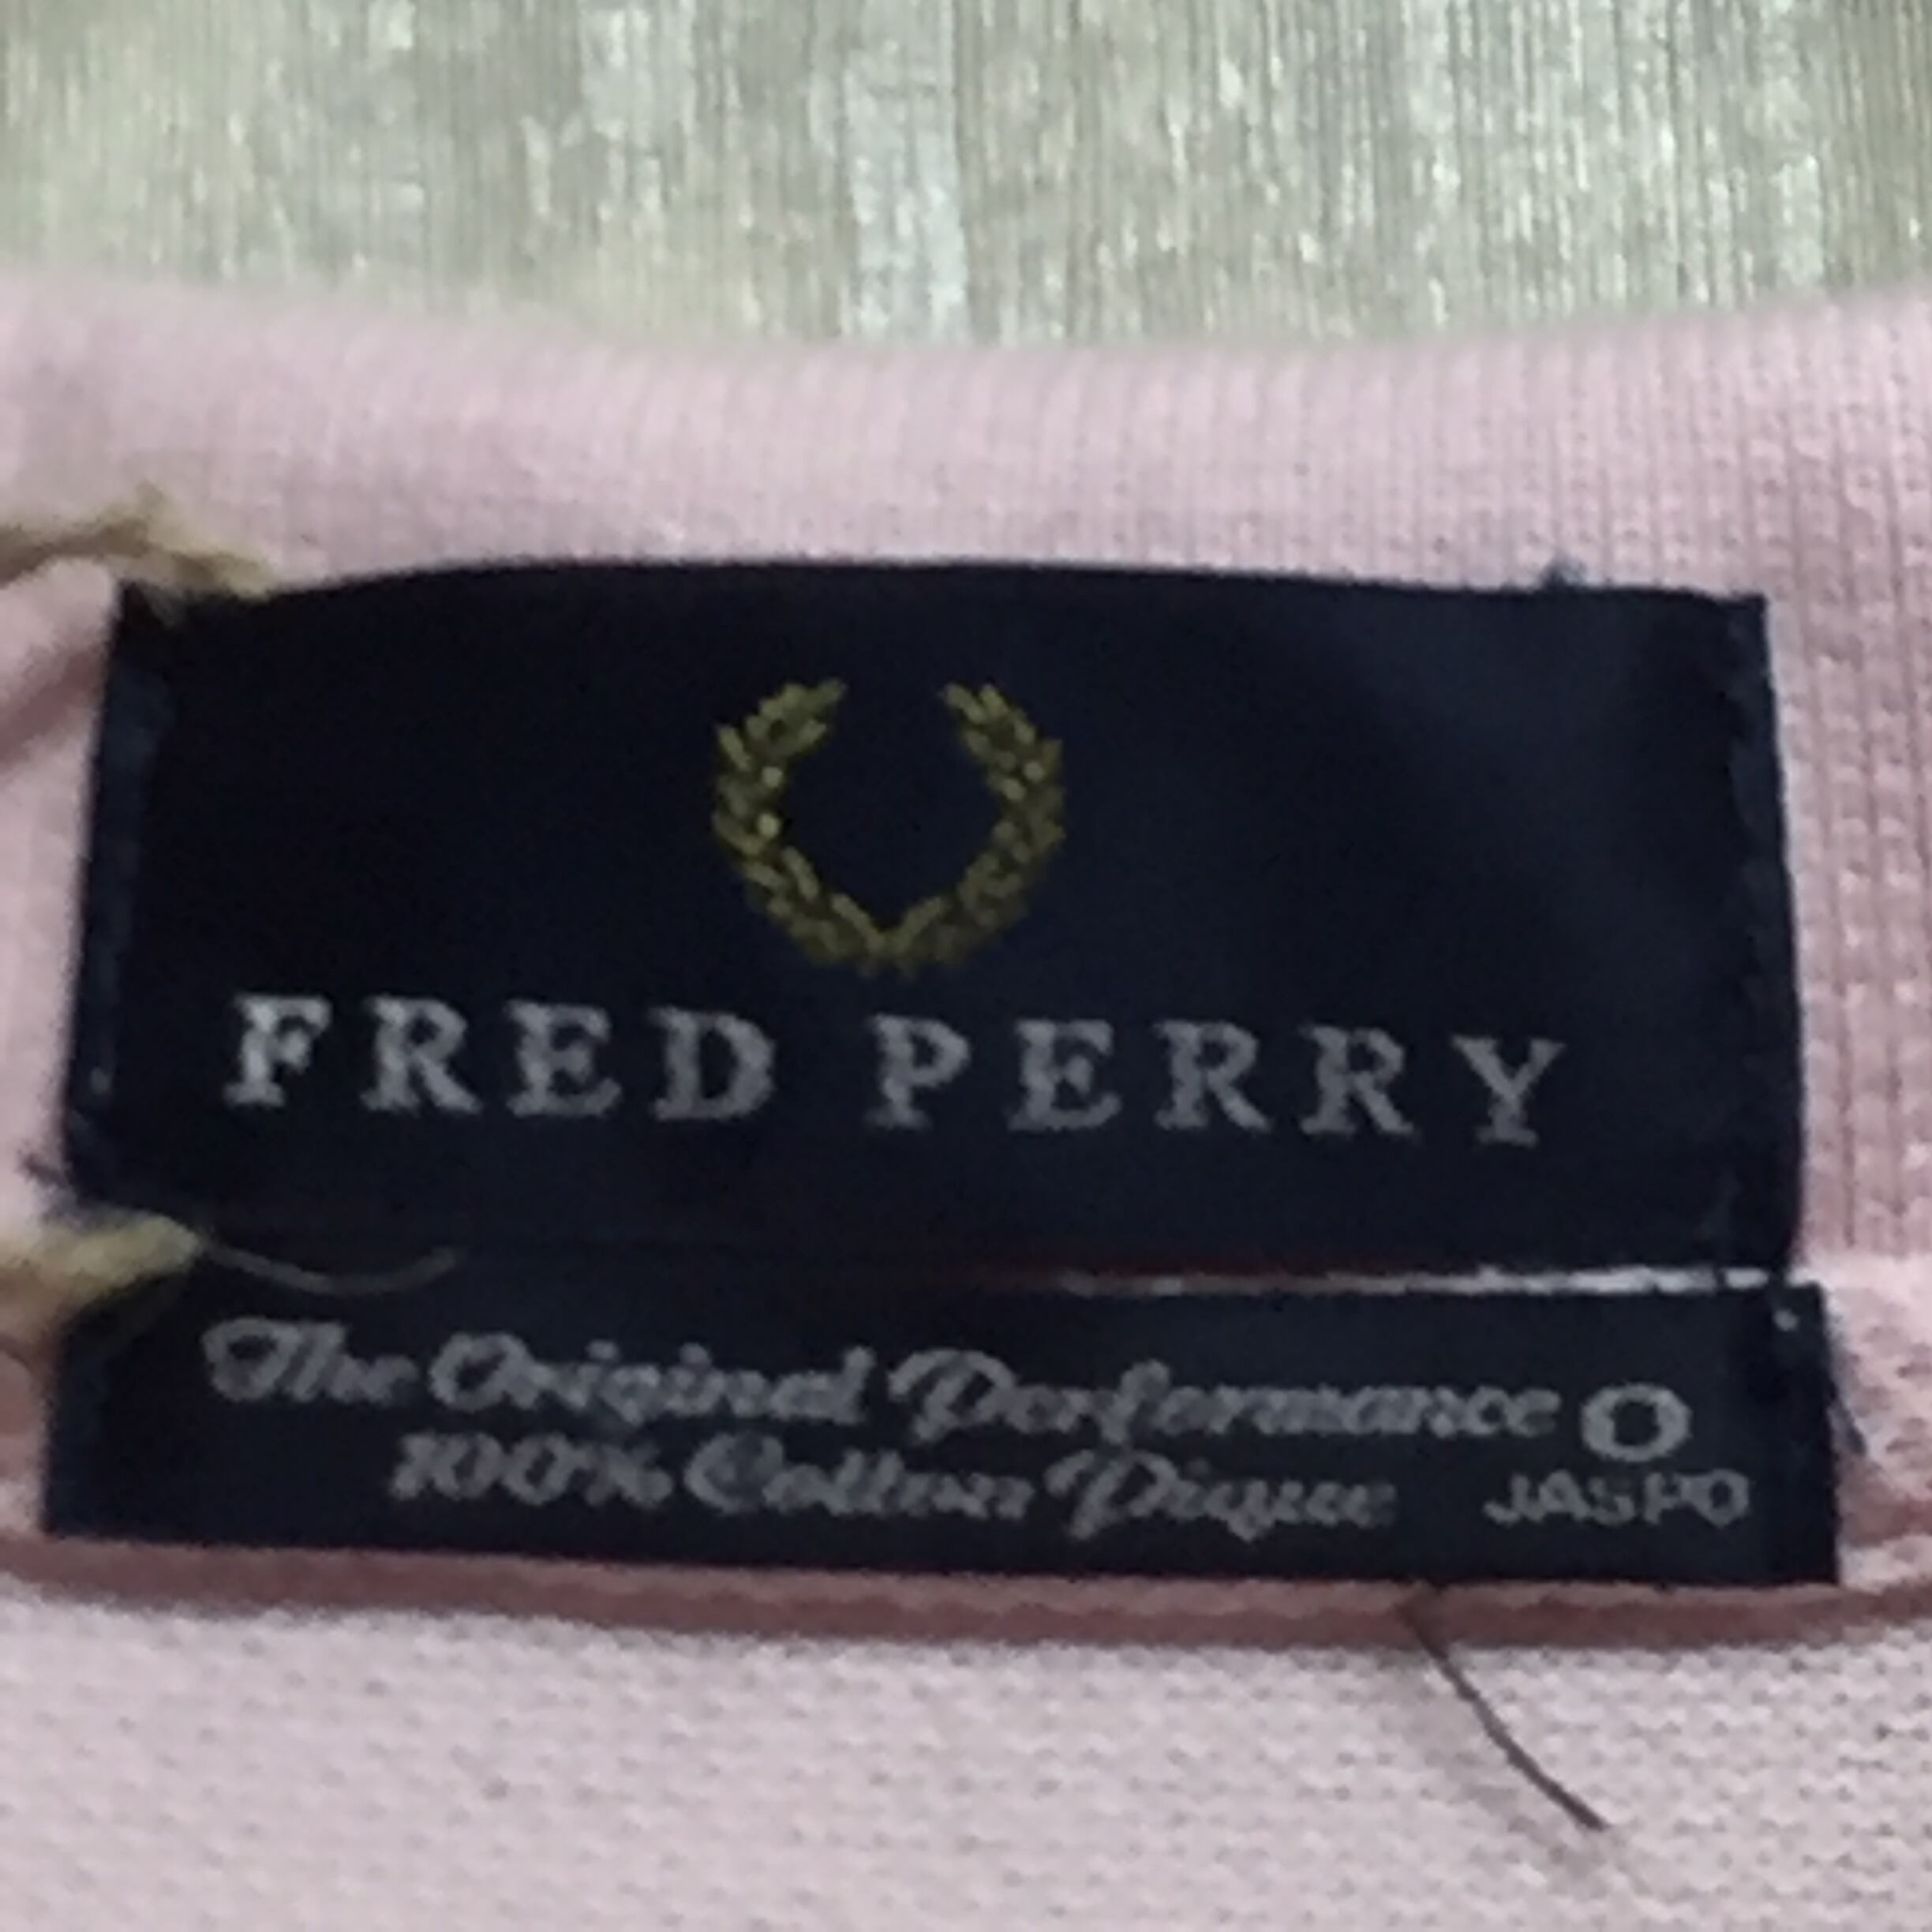 FRED PERRY
The Original Performance O
100% Cotton Pique JASPO